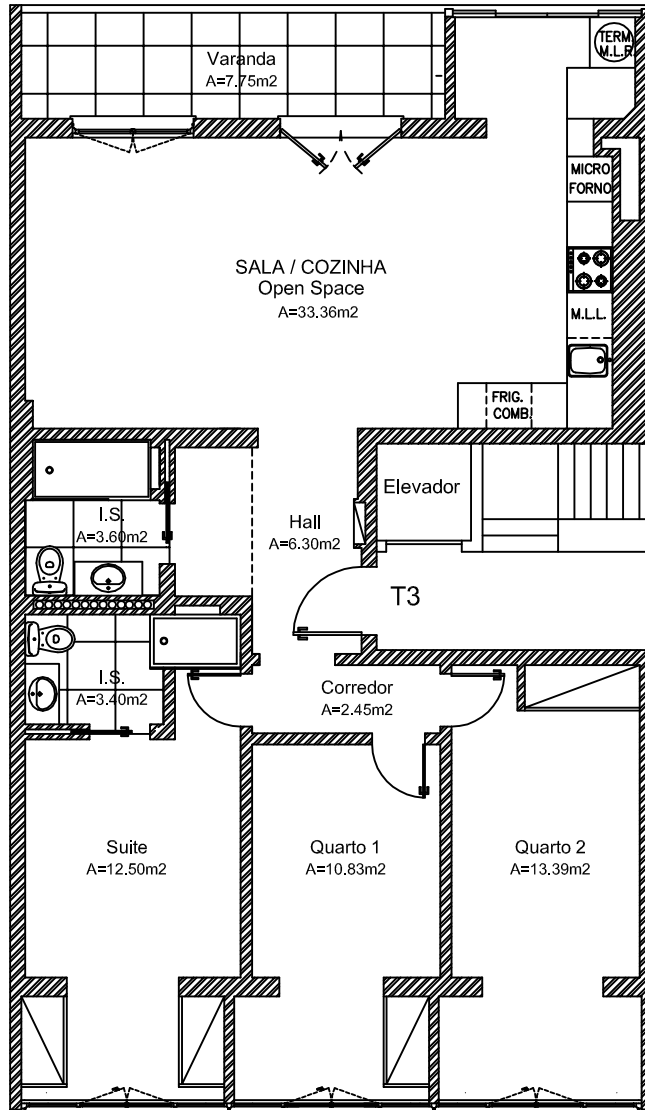 Varanda
A=7.75m2
TERM.
M.L.R.
MICRO
FORNO
SALA / COZINHA
Open Space
A=33.36m2
M.L.L.
FRIG.
COMB.
Elevador
I.S.
A=3.60m2
Hall
A=6.30m2
T3
I.S.
A=3.40m2
Corredor
A=2.45m2
Suite
A=12.50m2
Quarto 1
A=10.83m2
Quarto 2
A=13.39m2